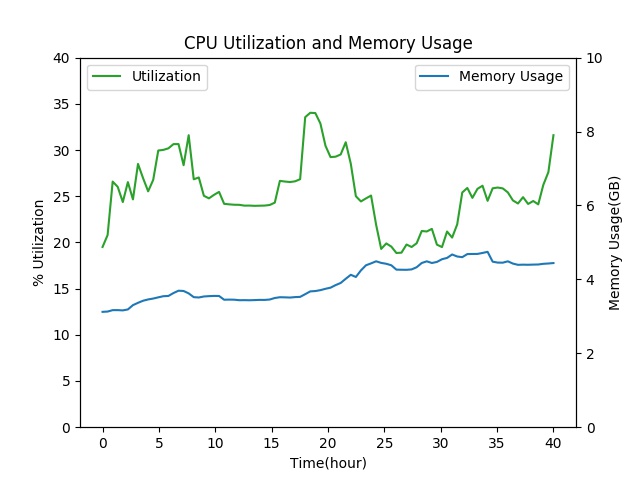 CPU Utilization and Memory Usage
Utilization
Memory Usage
% Utilization
40
35
30
25
20
15
10
5
0
10
8
6
4
2
0
Memory Usage(GB)
0 5 10 15 20 25 30 35 40
Time(hour)